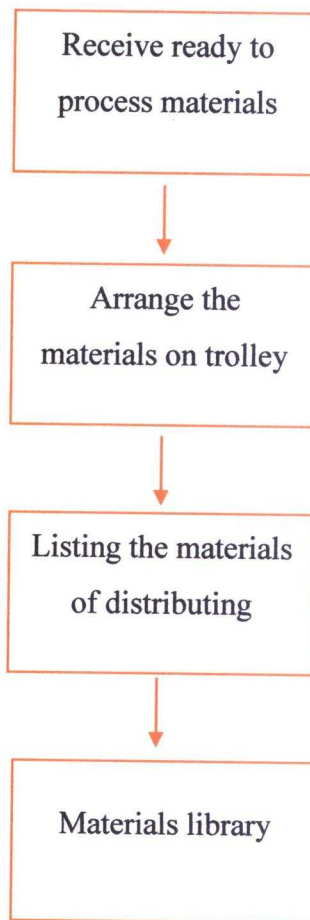 Receive ready to
process materials
Arrange the
materials on trolley
Listing the materials
of distributing
Materials library